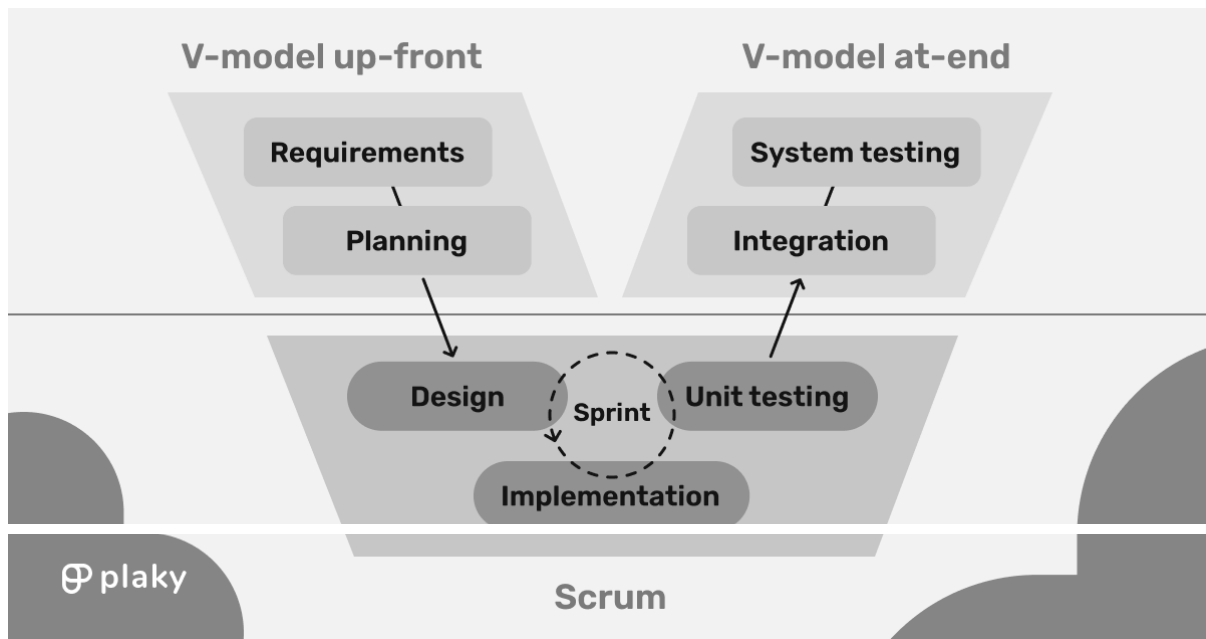 V-model up-front
V-model at-end
Requirements
System testing
Planning
Integration
Design
Sprint
Unit testing
Implementation
plaky
Scrum